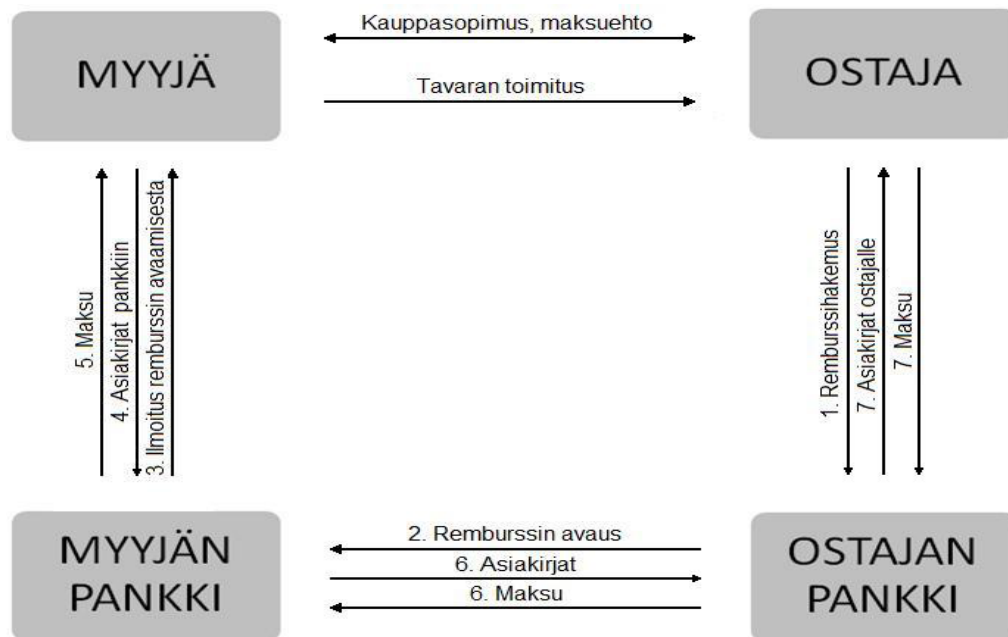 Kauppasopimus, maksuehto
MYYJÄ
OSTAJA
Tavaran toimitus
5. Maksu
4. Asiakirjat pankkiin
3. Ilmoitus remburssin avaamisesta
1. Remburssihakemus
7. Asiakirjat ostajalle
7. Maksu
MYYJÄN
PANKKI
2. Remburssin avaus
6. Asiakirjat
6. Maksu
OSTAJAN
PANKKI